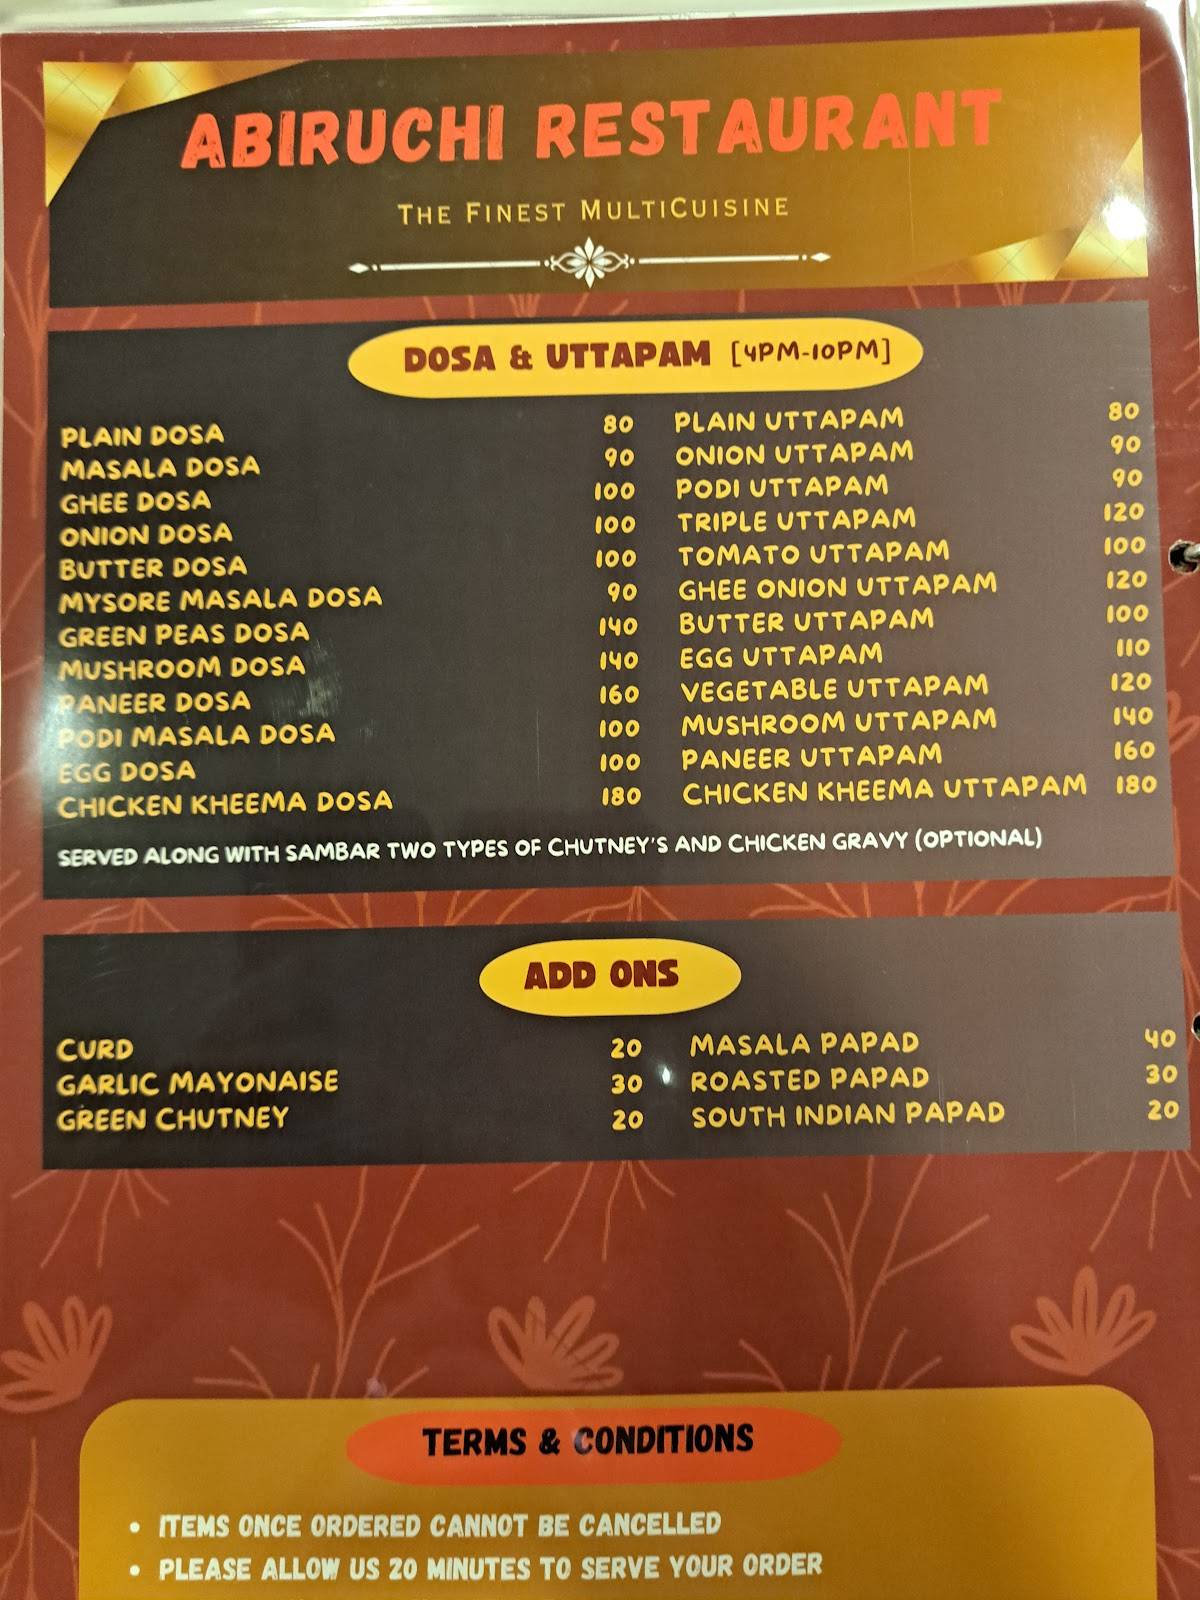 ABIRUCHI RESTAURANT
THE FINEST MULTICUISINE
DOSA & UTTAPAM [4PM-10PM]
PLAIN DOSA 80
MASALA DOSA 90
GHEE DOSA 100
ONION DOSA 100
BUTTER DOSA 100
MYSORE MASALA DOSA 90
GREEN PEAS DOSA 140
MUSHROOM DOSA 140
PANEER DOSA 160
PODI MASALA DOSA 100
EGG DOSA 100
CHICKEN KHEEMA DOSA 180
PLAIN UTTAPAM 80
ONION UTTAPAM 90
PODI UTTAPAM 90
TRIPLE UTTAPAM 120
TOMATO UTTAPAM 100
GHEE ONION UTTAPAM 120
BUTTER UTTAPAM 100
EGG UTTAPAM 110
VEGETABLE UTTAPAM 120
MUSHROOM UTTAPAM 140
PANEER UTTAPAM 160
CHICKEN KHEEMA UTTAPAM 180
SERVED ALONG WITH SAMBAR TWO TYPES OF CHUTNEY'S AND CHICKEN GRAVY (OPTIONAL)
ADD ONS
CURD 20
GARLIC MAYONAISE 30
GREEN CHUTNEY 20
MASALA PAPAD 40
ROASTED PAPAD 30
SOUTH INDIAN PAPAD 20
TERMS & CONDITIONS
• ITEMS ONCE ORDERED CANNOT BE CANCELLED
• PLEASE ALLOW US 20 MINUTES TO SERVE YOUR ORDER